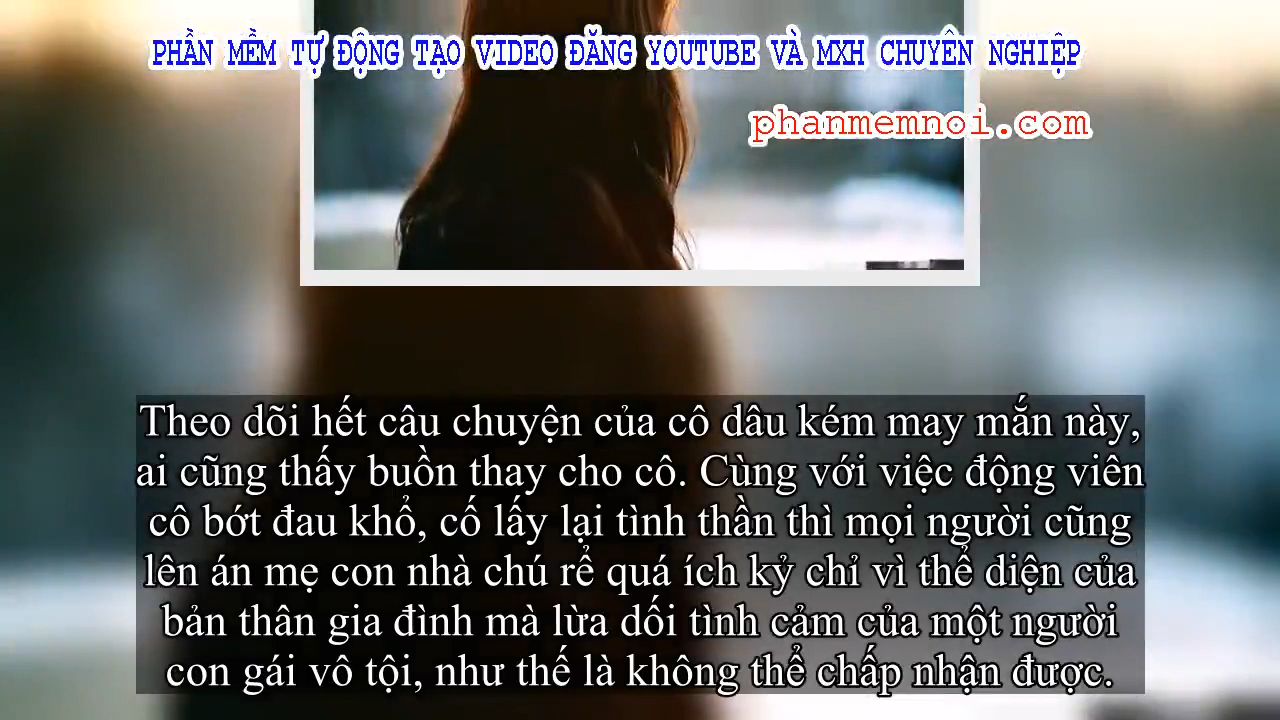 PHẦN MỀM TỰ ĐỘNG TẠO VIDEO ĐĂNG YOUTUBE VÀ MXH CHUYÊN NGHIỆP
phanmemnoi.com
Theo dõi hết câu chuyện của cô dâu kém may mắn này,
ai cũng thấy buồn thay cho cô. Cùng với việc động viên
cô bớt đau khổ, cố lấy lại tình thần thì mọi người cũng
lên án mẹ con nhà chú rể quá ích kỷ chỉ vì thể diện của
bản thân gia đình mà lừa dối tình cảm của một người
con gái vô tội, như thế là không thể chấp nhận được.